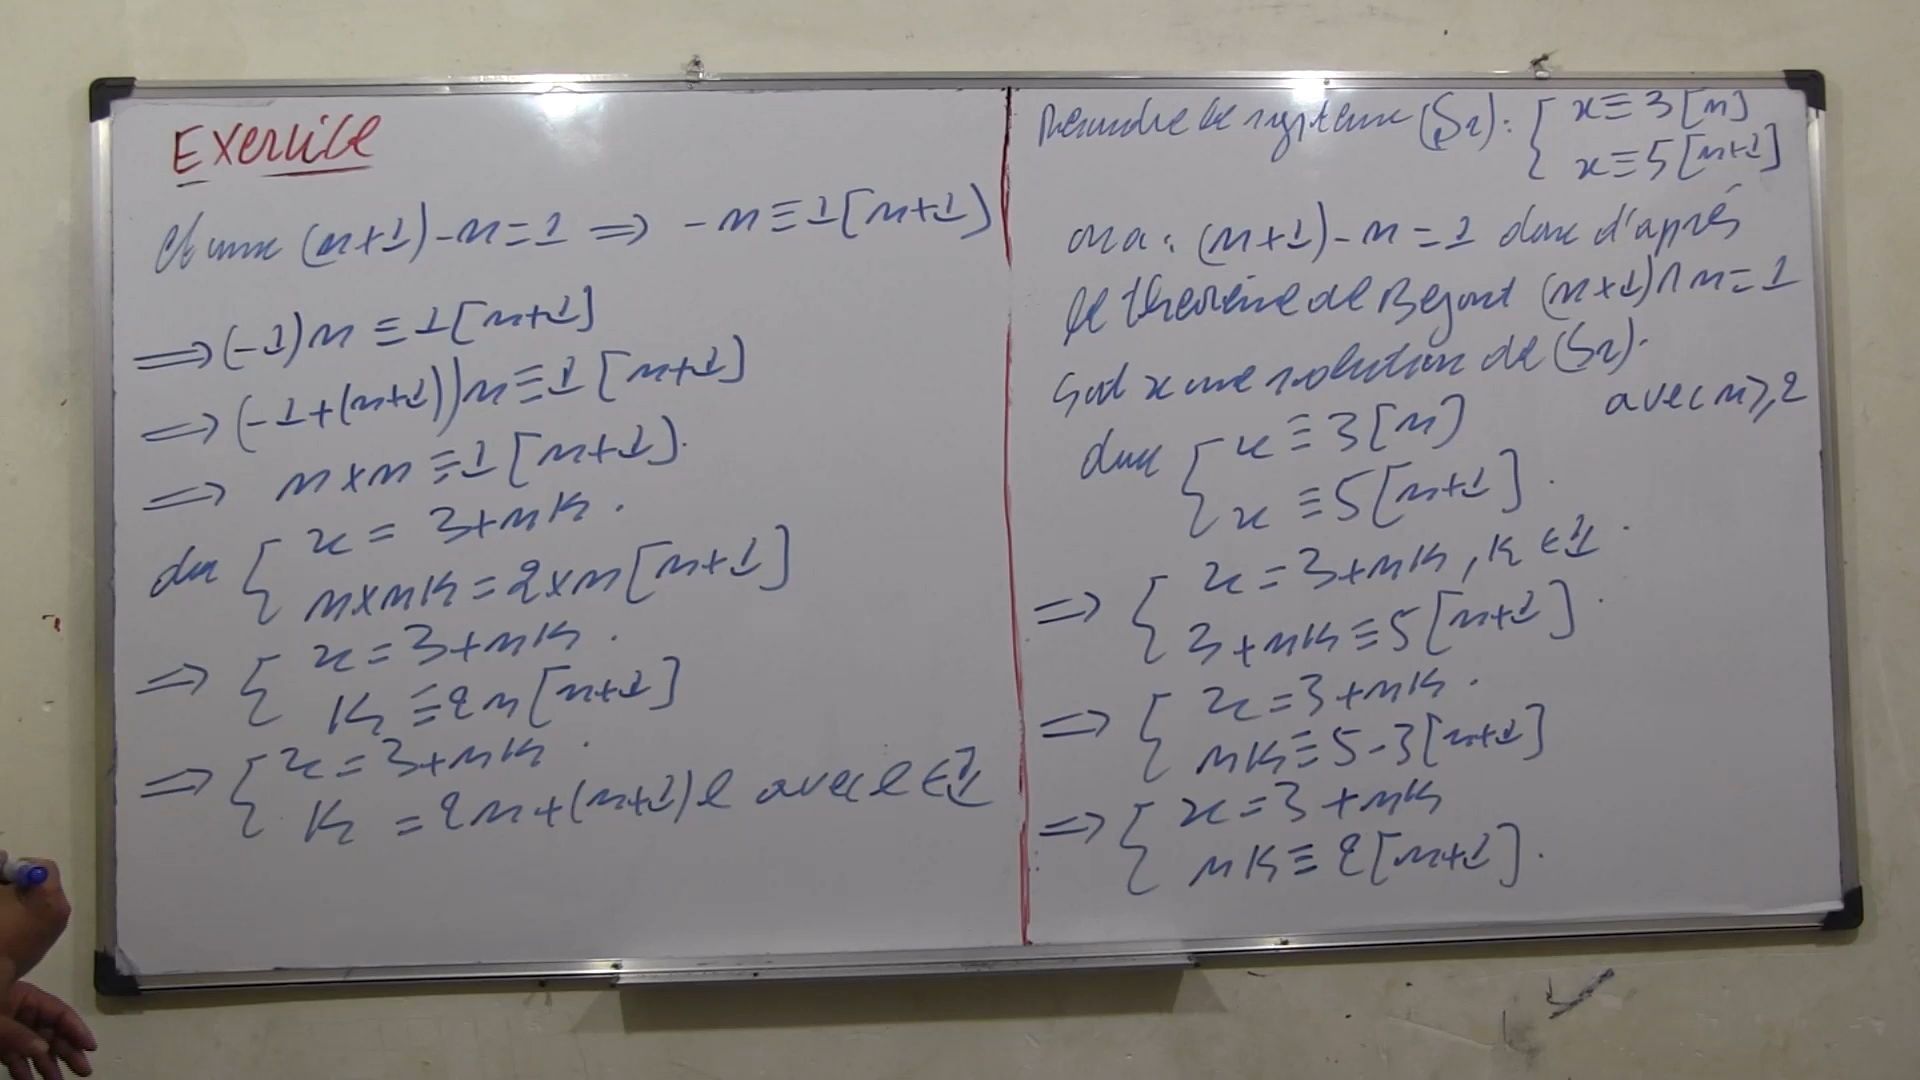 Exercice
et comme (n+1)-n=1 ⟹ -n≡1[n+1]
⟹(-1)n ≡1[n+1]
⟹(-1+(n+1))n≡1[n+1]
⟹ n×n ≡1[n+1].
donc { x = 3+nk.
n×nk=2×n[n+1]
⟹ { x=3+nk.
k ≡2n[n+1]
⟹ { x=3+nk.
k =2n+(n+1)l avec l∈Z
Resoudre le système (S2): { x≡3[n]
x≡5[n+1]
on a: (n+1)-n=1 donc d'après
le théorème de Bezout (n+1)∧n=1
Soit x une solution de (S2).
avec n≥2
donc { x≡3[n]
x ≡5[n+1].
⟹ { x=3+nk, k∈Z.
3+nk≡5[n+1].
⟹ { x=3+nk.
nk≡5-3[n+1]
⟹ { x=3+nk
nk≡2[n+1].